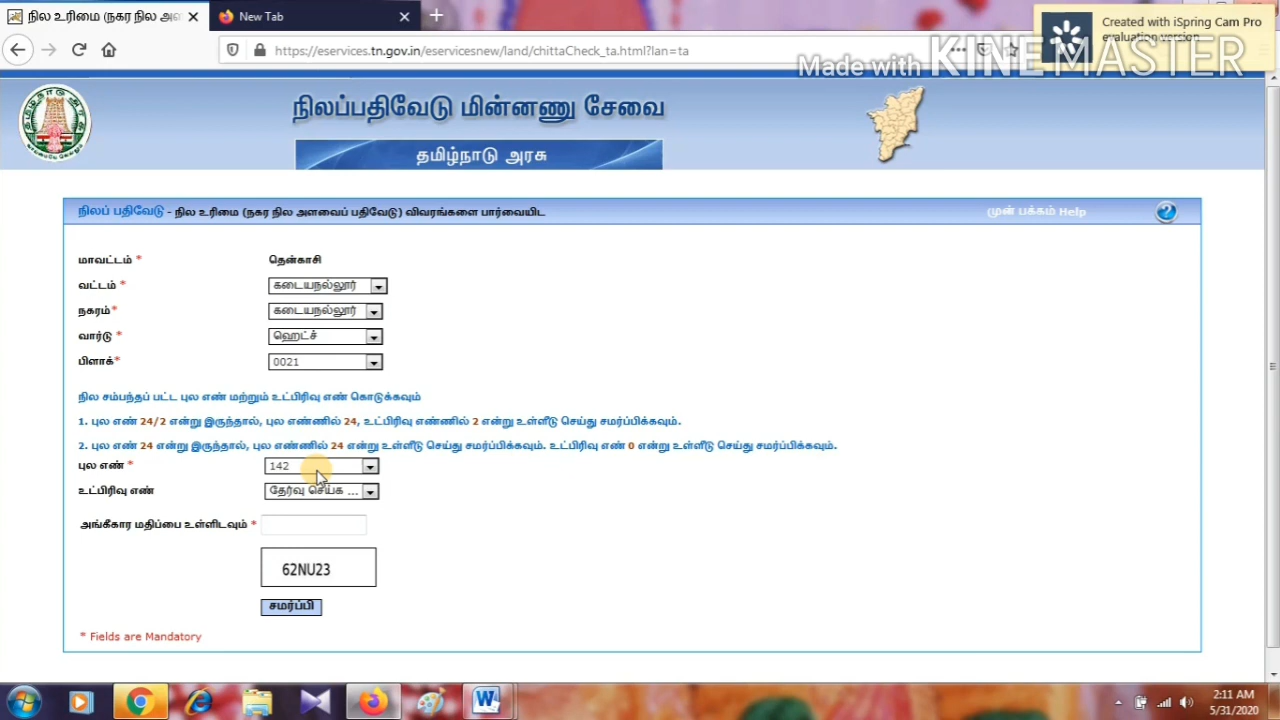 நில உரிமை (நகர நில அள
New Tab
Created with iSpring Cam Pro
evaluation version
https://eservices.tn.gov.in/eservicesnew/land/chittaCheck_ta.html?lan=ta
Made with KINEMASTER
நிலப்பதிவேடு மின்னணு சேவை
தமிழ்நாடு அரசு
நிலப் பதிவேடு - நில உரிமை (நகர நில அளவைப் பதிவேடு) விவரங்களை பார்வையிட
முன் பக்கம் Help
மாவட்டம் * தென்காசி
வட்டம் * கடையநல்லூர்
நகரம்* கடையநல்லூர்
வார்டு * ஹெட்ச்
பிளாக்* 0021
நில சம்பந்தப் பட்ட புல எண் மற்றும் உட்பிரிவு எண் கொடுக்கவும்
1. புல எண் 24/2 என்று இருந்தால், புல எண்ணில் 24, உட்பிரிவு எண்ணில் 2 என்று உள்ளீடு செய்து சமர்ப்பிக்கவும்.
2. புல எண் 24 என்று இருந்தால், புல எண்ணில் 24 என்று உள்ளீடு செய்து சமர்ப்பிக்கவும். உட்பிரிவு எண் 0 என்று உள்ளீடு செய்து சமர்ப்பிக்கவும்.
புல எண் * 142
உட்பிரிவு எண் தேர்வு செய்க ...
அங்கீகார மதிப்பை உள்ளிடவும் *
62NU23
சமர்ப்பி
* Fields are Mandatory
2:11 AM
5/31/2020